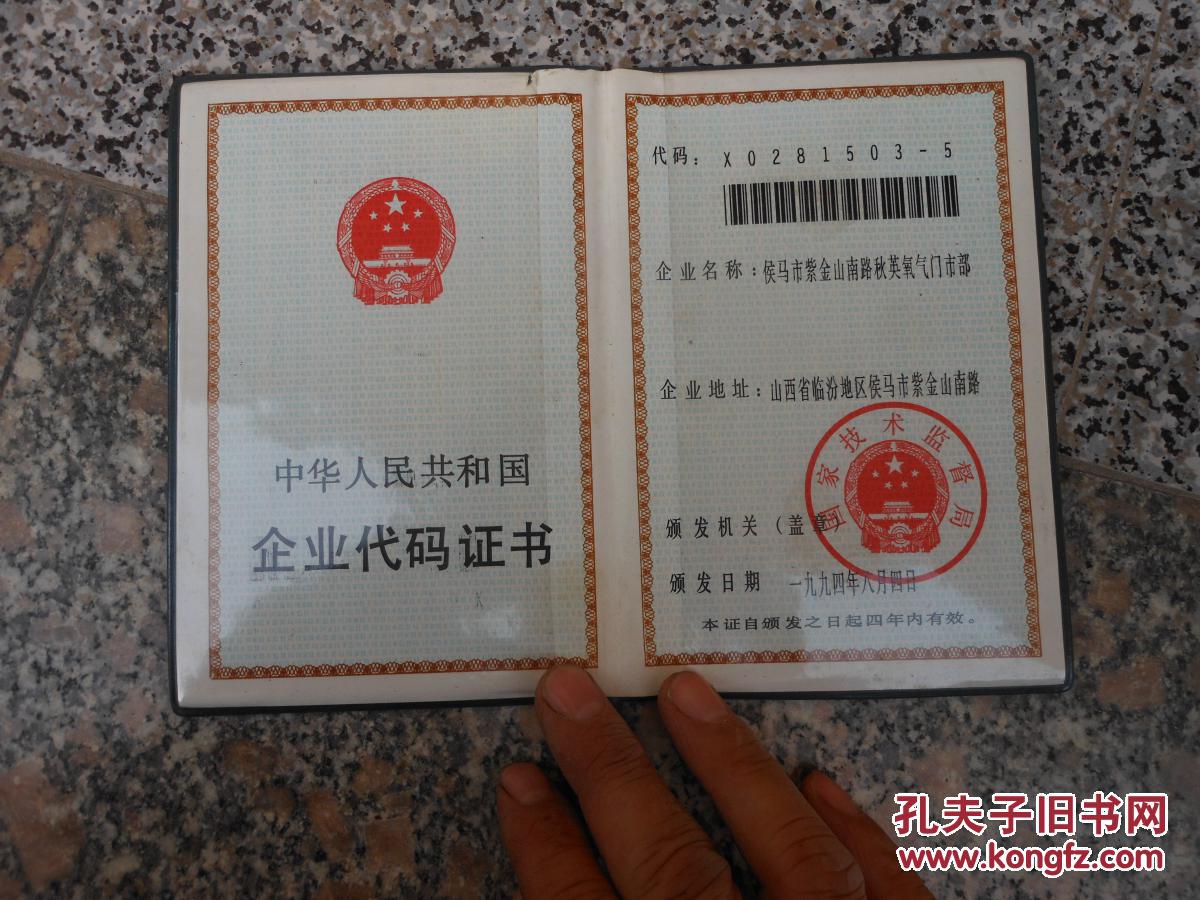 中华人民共和国
企业代码证书
代码：X0281503-5
企业名称：侯马市紫金山南路秋英氧气门市部
企业地址：山西省临汾地区侯马市紫金山南路
国家技术监督局
颁发机关（盖章）
颁发日期 一九九四年八月四日
本证自颁发之日起四年内有效。
孔夫子旧书网
www.kongfz.com